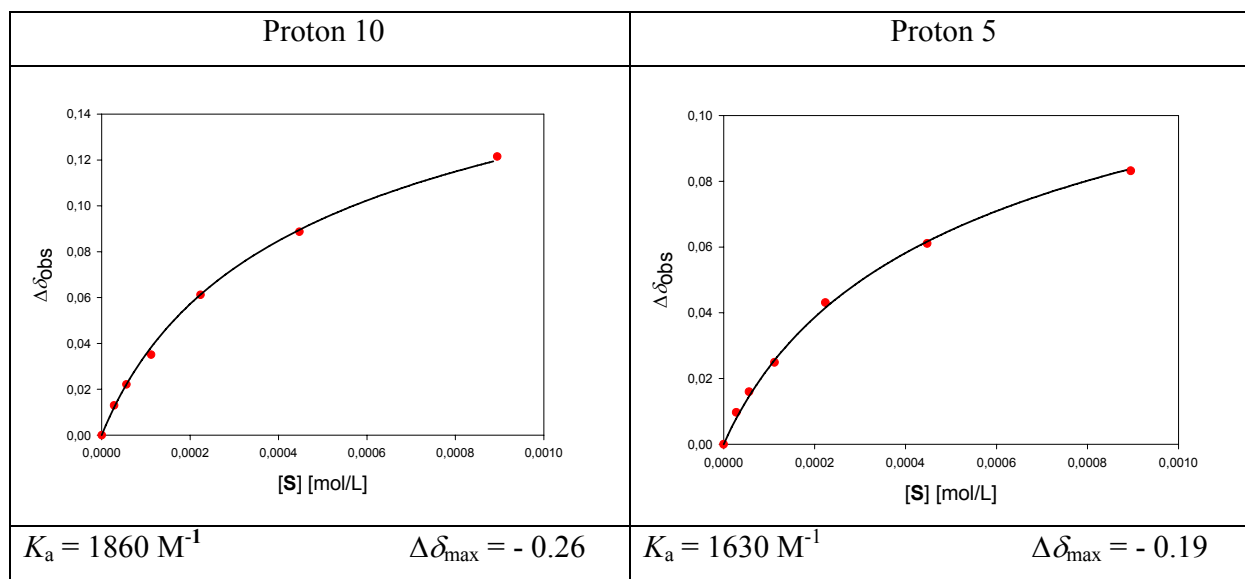 Proton 10
Proton 5
0,14
0,12
0,10
0,08
0,06
0,04
0,02
0,00
Δδobs
0,0000 0,0002 0,0004 0,0006 0,0008 0,0010
[S] [mol/L]
0,10
0,08
0,06
0,04
0,02
0,00
Δδobs
0,0000 0,0002 0,0004 0,0006 0,0008 0,0010
[S] [mol/L]
Ka = 1860 M-1 Δδmax = - 0.26
Ka = 1630 M-1 Δδmax = - 0.19